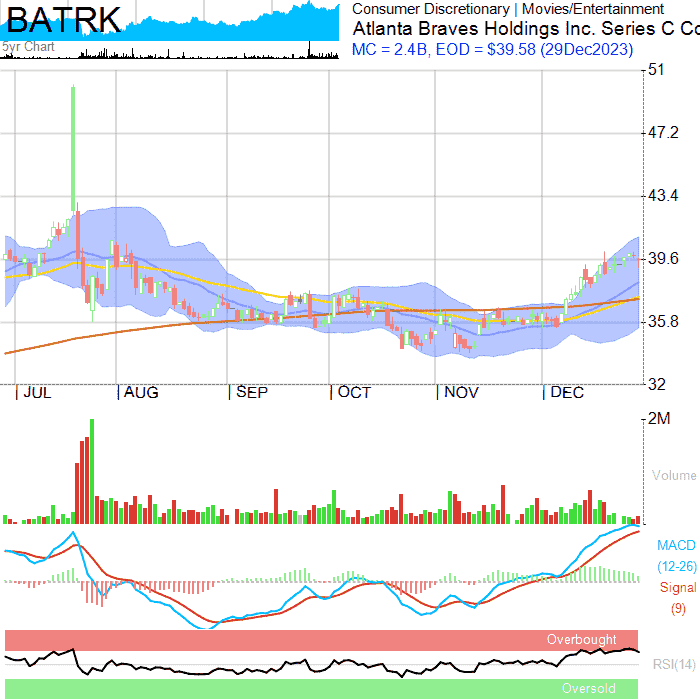 BATRK
5yr Chart
Consumer Discretionary | Movies/Entertainment
Atlanta Braves Holdings Inc. Series C Co
MC = 2.4B, EOD = $39.58 (29Dec2023)
51
47.2
43.4
39.6
35.8
32
JUL AUG SEP OCT NOV DEC
2M
Volume
MACD
(12-26)
Signal
(9)
Overbought
RSI(14)
Oversold